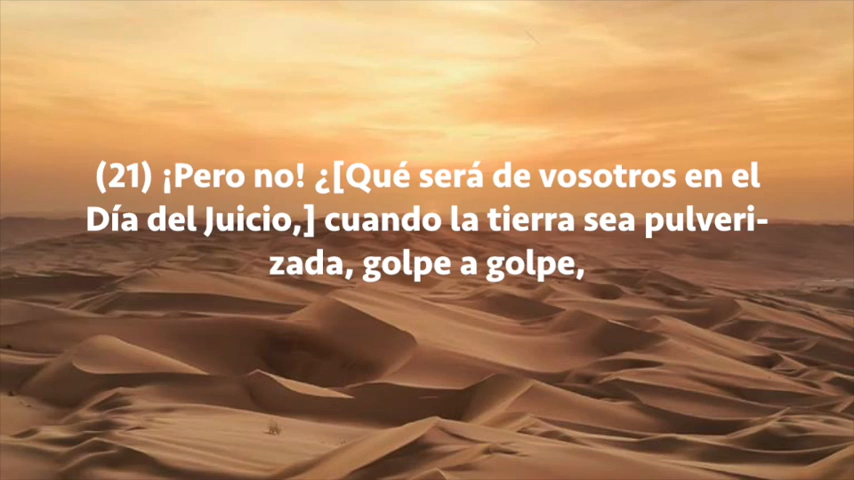 (21) ¡Pero no! ¿[Qué será de vosotros en el
Día del Juicio,] cuando la tierra sea pulveri-
zada, golpe a golpe,